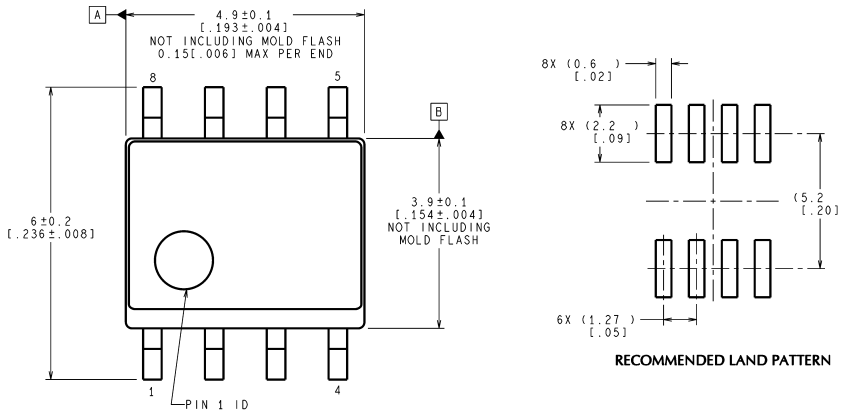 A
4.9±0.1
[.193±.004]
NOT INCLUDING MOLD FLASH
0.15[.006] MAX PER END
8
5
B
6±0.2
[.236±.008]
3.9±0.1
[.154±.004]
NOT INCLUDING
MOLD FLASH
1
4
PIN 1 ID
8X (0.6 )
[.02]
8X (2.2 )
[.09]
(5.2
[.20]
6X (1.27 )
[.05]
RECOMMENDED LAND PATTERN